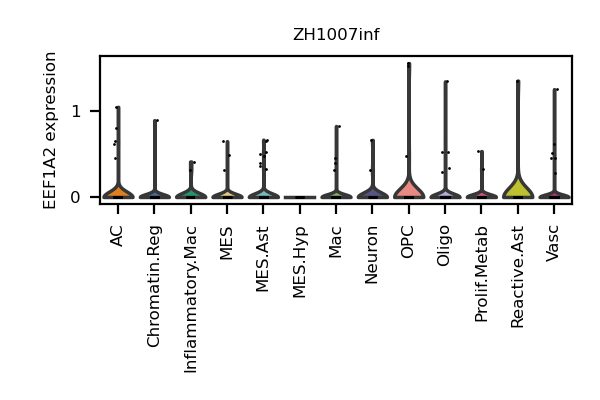 ZH1007inf
EEF1A2 expression
1
0
AC
Chromatin.Reg
Inflammatory.Mac
MES
MES.Ast
MES.Hyp
Mac
Neuron
OPC
Oligo
Prolif.Metab
Reactive.Ast
Vasc